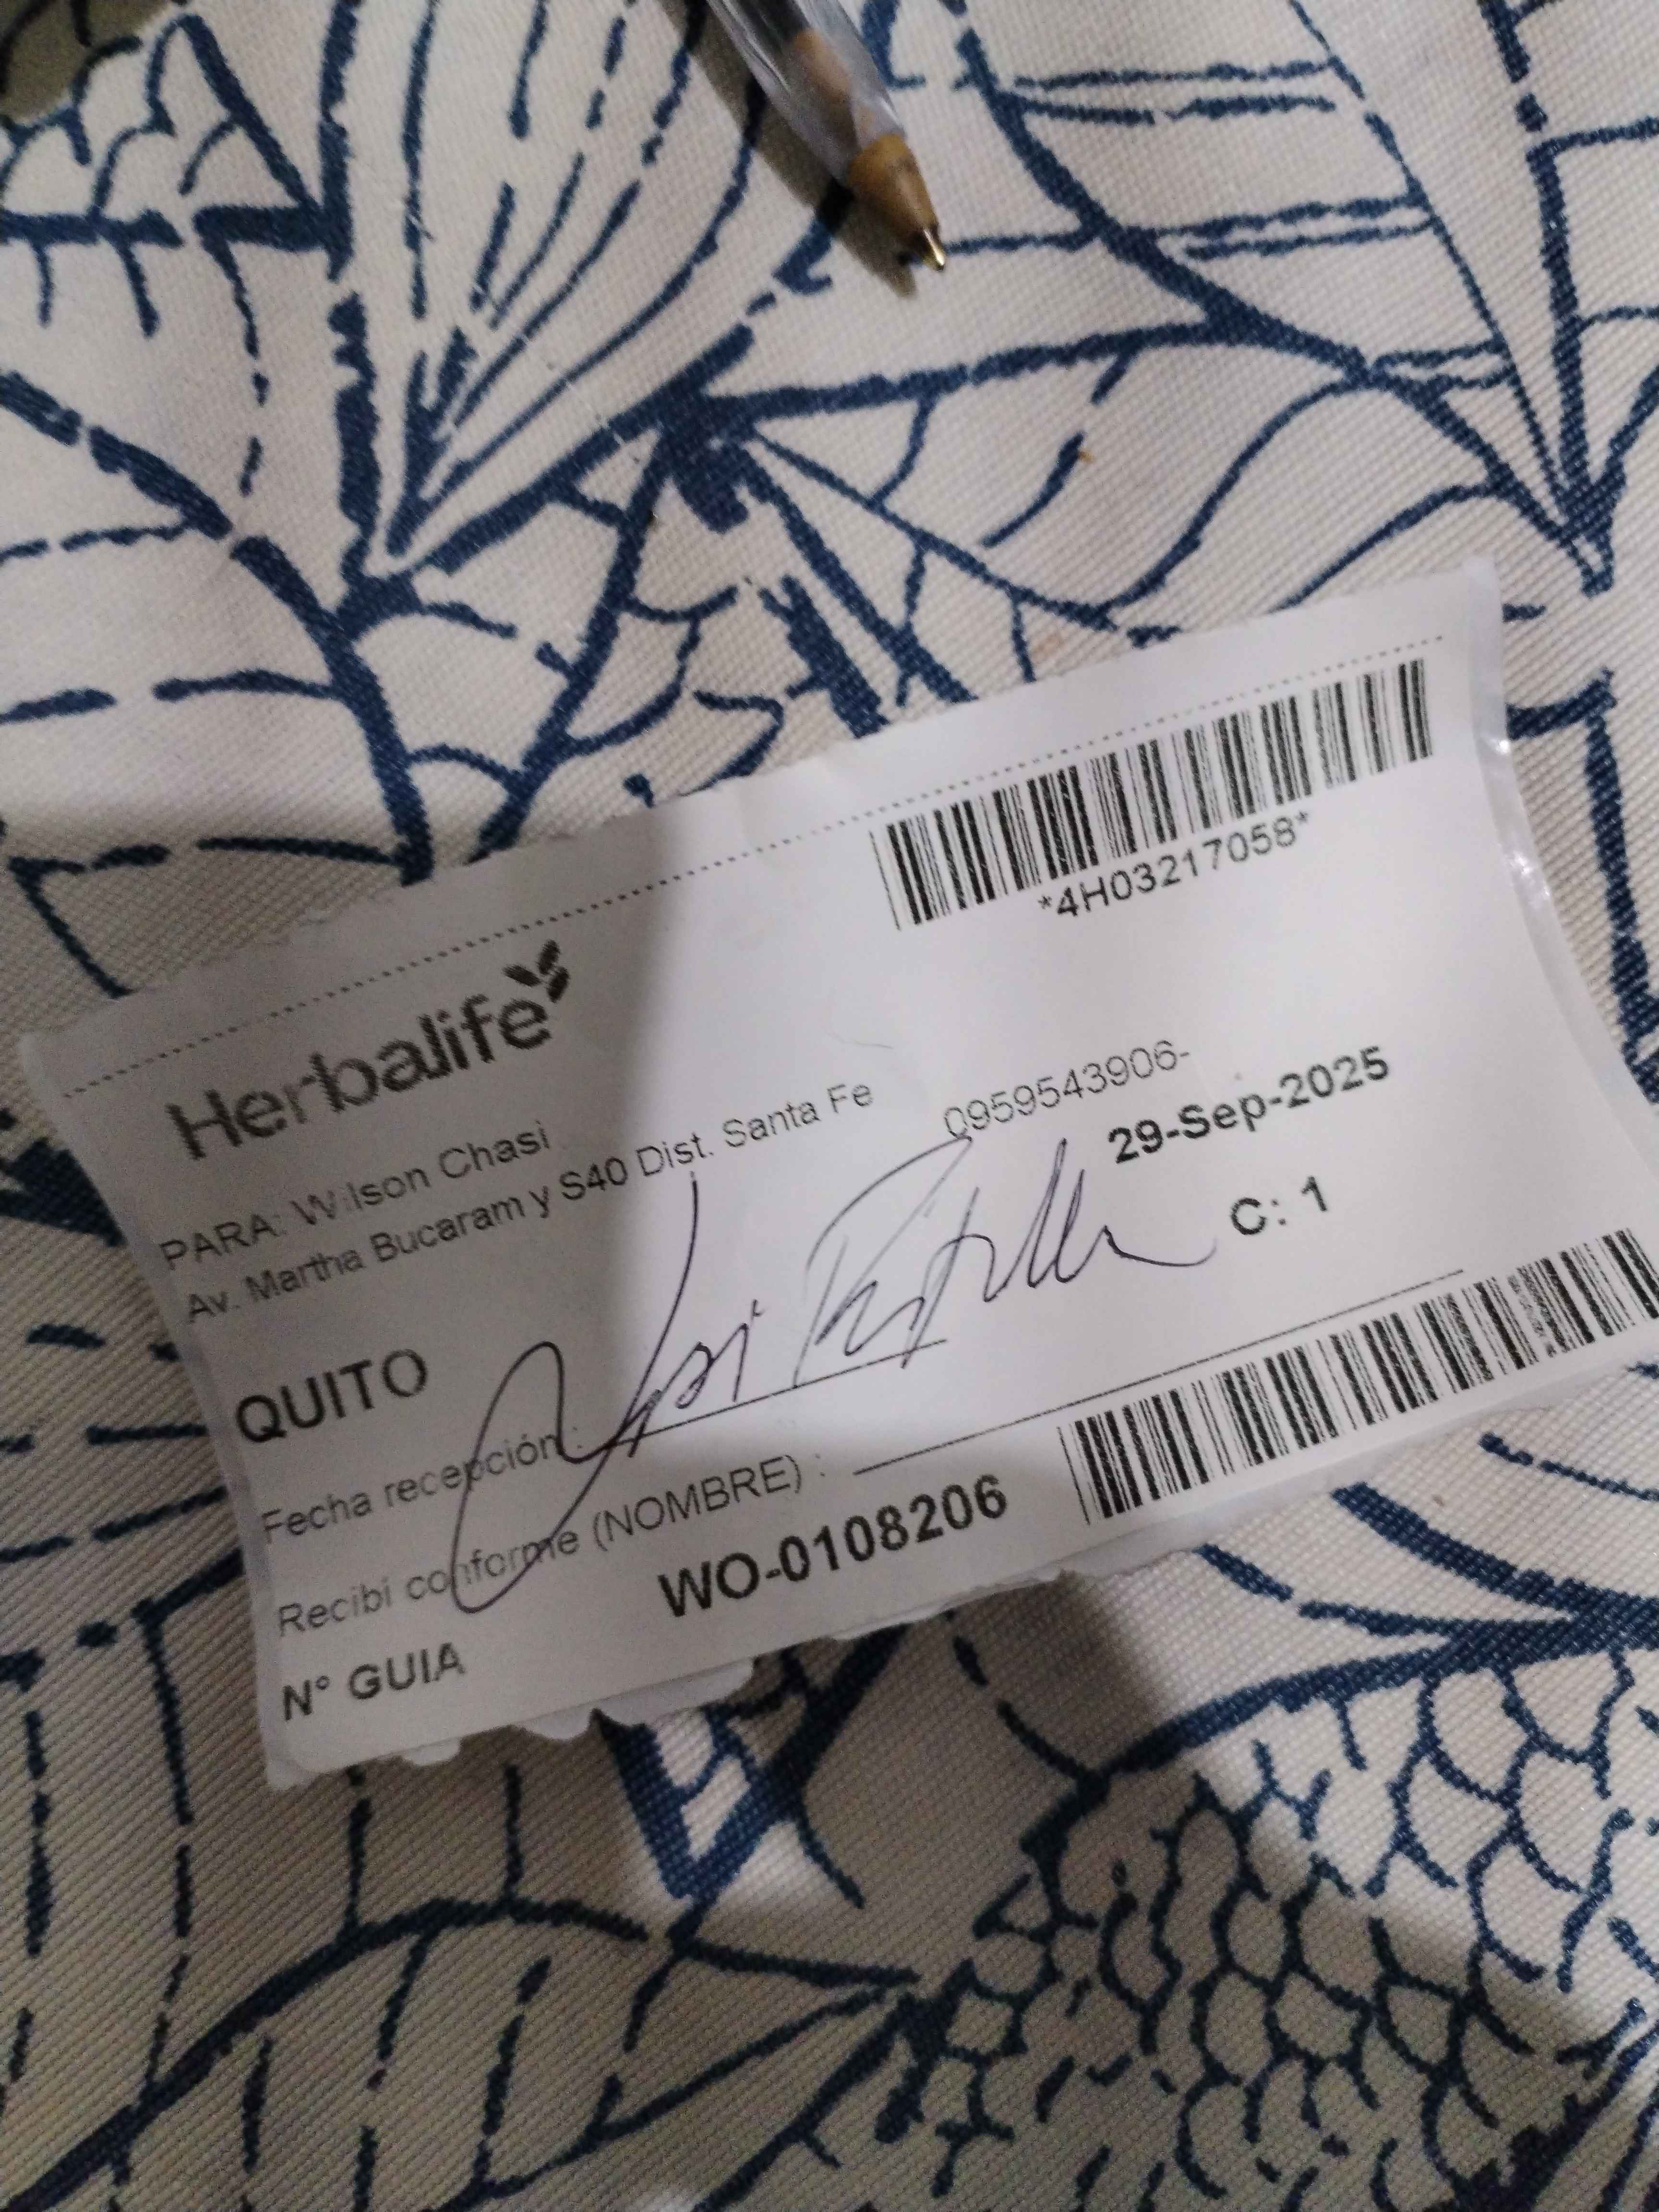 *4H03217058*
Herbalife
PARA: Wilson Chasi
Av. Martha Bucaram y S40 Dist. Santa Fe 0959543906-
29-Sep-2025
QUITO C: 1
Fecha recepción :
Recibi conforme (NOMBRE) :
N° GUIA WO-0108206